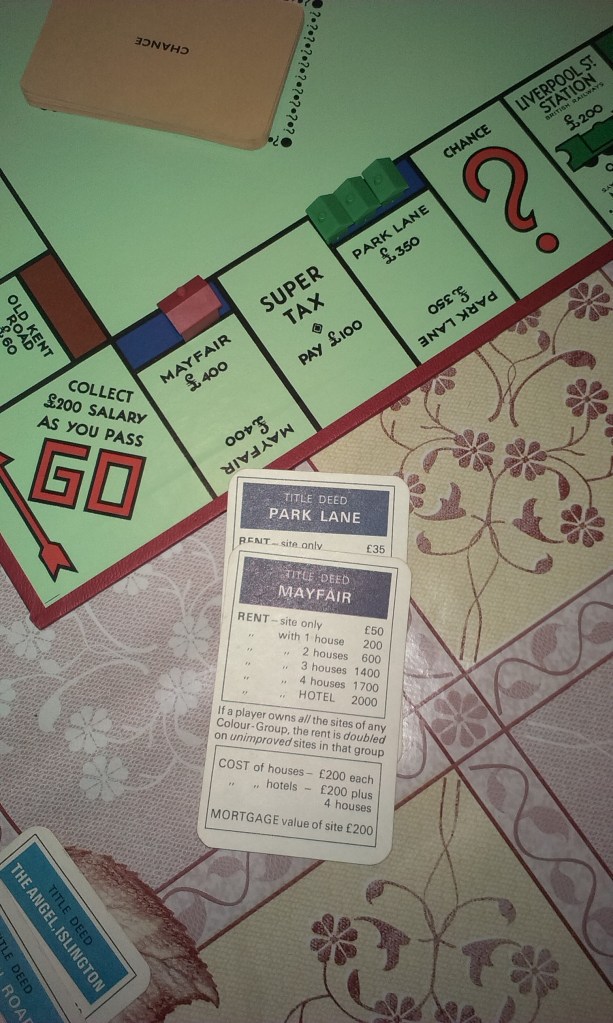 CHANCE
LIVERPOOL ST.
STATION
BRITISH RAILWAYS
£200
CHANCE
PARK LANE
£350
£350
PARK LANE
SUPER
TAX
PAY £100
MAYFAIR
£400
£400
MAYFAIR
OLD KENT
ROAD
£60
COLLECT
£200 SALARY
AS YOU PASS
GO
TITLE DEED
PARK LANE
RENT – site only £35
TITLE DEED
MAYFAIR
RENT – site only £50
„ with 1 house 200
„ „ 2 houses 600
„ „ 3 houses 1400
„ „ 4 houses 1700
„ „ HOTEL 2000
If a player owns all the sites of any
Colour-Group, the rent is doubled
on unimproved sites in that group
COST of houses – £200 each
„ „ hotels – £200 plus
4 houses
MORTGAGE value of site £200
TITLE DEED
THE ANGEL, ISLINGTON
TITLE DEED
ROAD